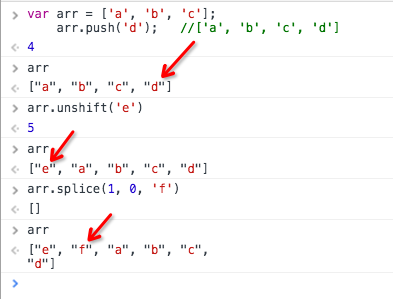 var arr = ['a', 'b', 'c'];
arr.push('d');   //['a', 'b', 'c', 'd']
4
arr
["a", "b", "c", "d"]
arr.unshift('e')
5
arr
["e", "a", "b", "c", "d"]
arr.splice(1, 0, 'f')
[]
arr
["e", "f", "a", "b", "c",
"d"]